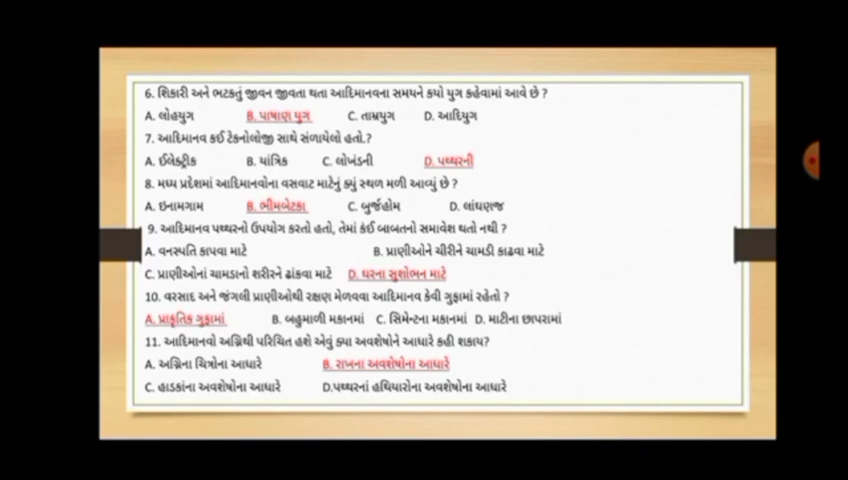 6. શિકારી અને ભટકતું જીવન જીવતા થતા આદિમાનવના સમયને કયો યુગ કહેવામાં આવે છે ?
A. લોહયુગ B. પાષાણ યુગ C. તામ્રયુગ D. આદિયુગ
7. આદિમાનવ કઈ ટેકનોલોજી સાથે સંળાયેલો હતો.?
A. ઈલેક્ટ્રીક B. યાંત્રિક C. લોખંડની D. પથ્થરની
8. મધ્ય પ્રદેશમાં આદિમાનવોના વસવાટ માટેનું ક્યું સ્થળ મળી આવ્યું છે ?
A. ઇનામગામ B. ભીમબેટકા C. બુર્જહોમ D. લાંઘણજ
9. આદિમાનવ પથ્થરનો ઉપયોગ કરતો હતો, તેમાં કંઈ બાબતનો સમાવેશ થતો નથી ?
A. વનસ્પતિ કાપવા માટે B. પ્રાણીઓને ચીરીને ચામડી કાઢવા માટે
C. પ્રાણીઓનાં ચામડાનો શરીરને ઢાંકવા માટે D. ઘરના સુશોભન માટે
10. વરસાદ અને જંગલી પ્રાણીઓથી રક્ષણ મેળવવા આદિમાનવ કેવી ગુફામાં રહેતો ?
A. પ્રાકૃતિક ગુફામાં B. બહુમાળી મકાનમાં C. સિમેન્ટના મકાનમાં D. માટીના છાપરામાં
11. આદિમાનવો અગ્નિથી પરિચિત હશે એવું ક્યા અવશેષોને આધારે કહી શકાય?
A. અગ્નિના ચિત્રોના આધારે B. રાખના અવશેષોના આધારે
C. હાડકાંના અવશેષોના આધારે D.પથ્થરનાં હથિયારોના અવશેષોના આધારે